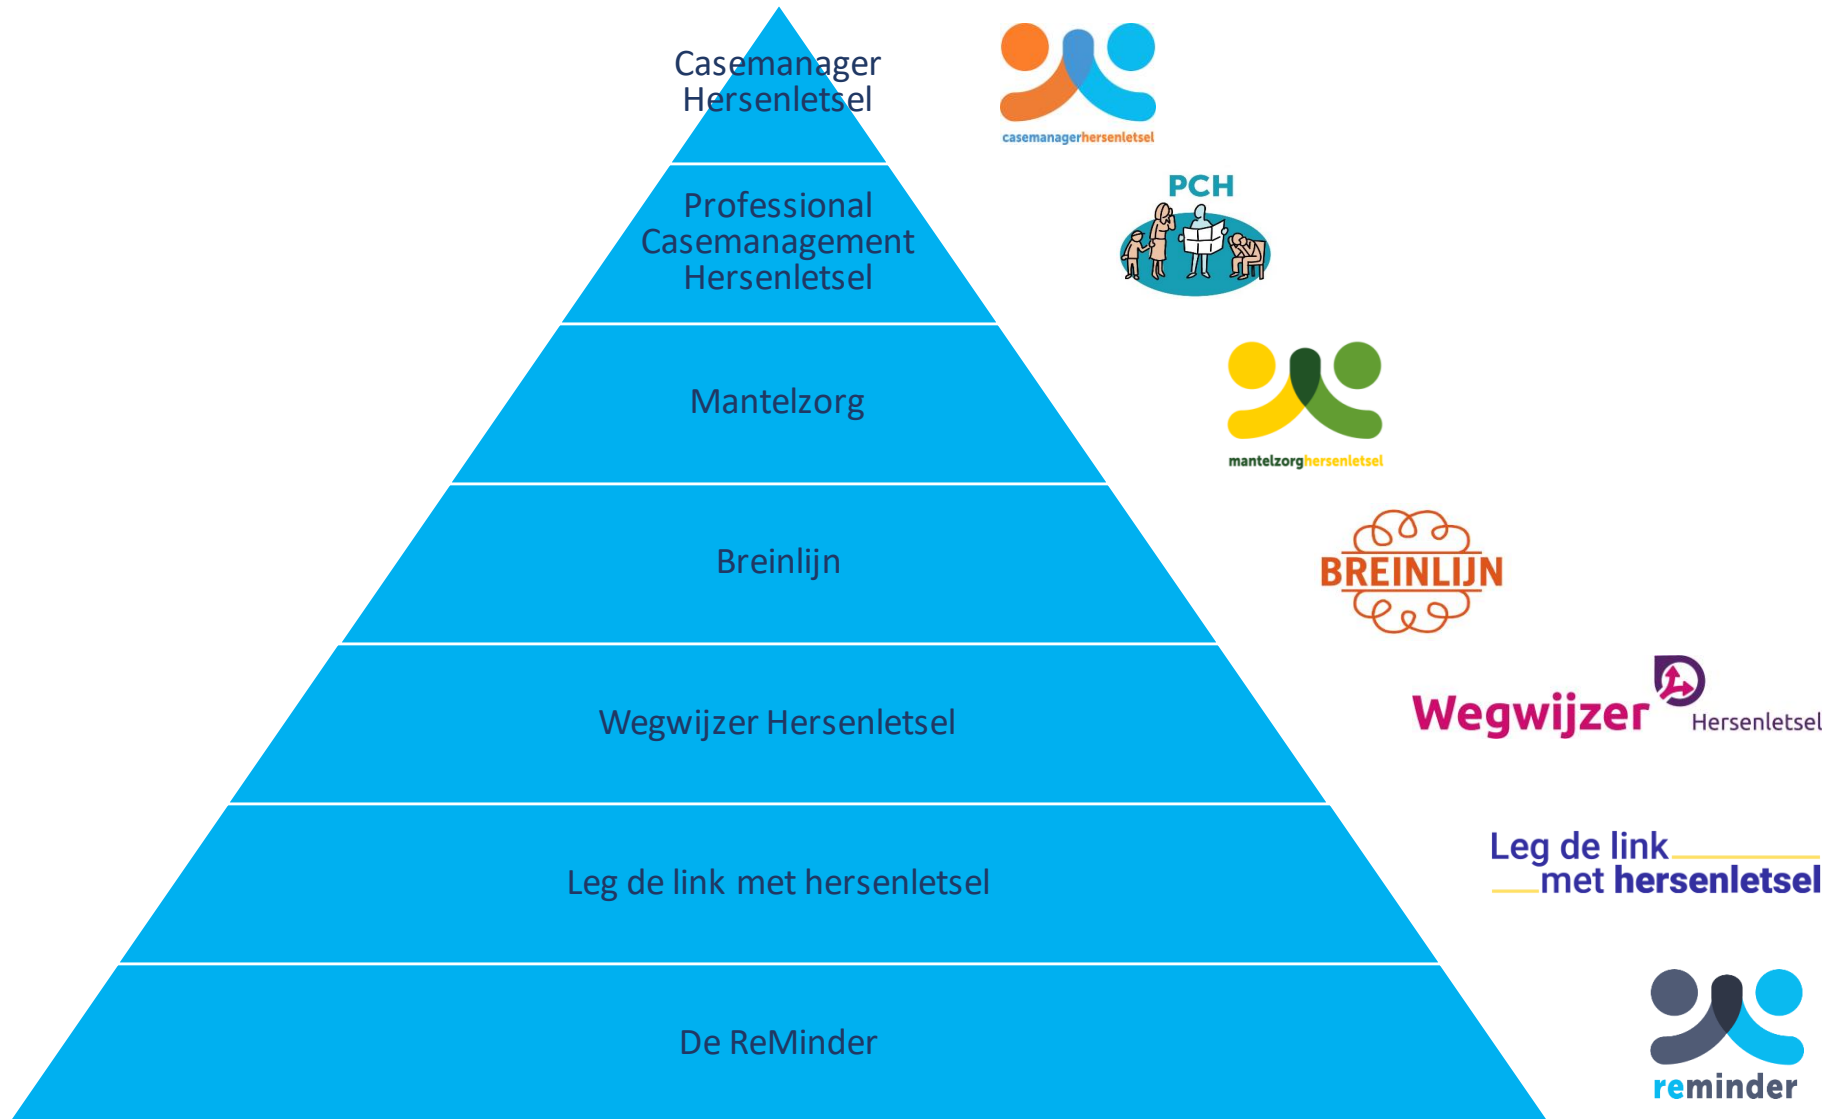 Casemanager
Hersenletsel
casemanagerhersenletsel
Professional
Casemanagement
Hersenletsel
PCH
Mantelzorg
mantelzorghersenletsel
Breinlijn
BREINLIJN
Wegwijzer Hersenletsel
Wegwijzer
Hersenletsel
Leg de link met hersenletsel
Leg de link
met hersenletsel
De ReMinder
reminder